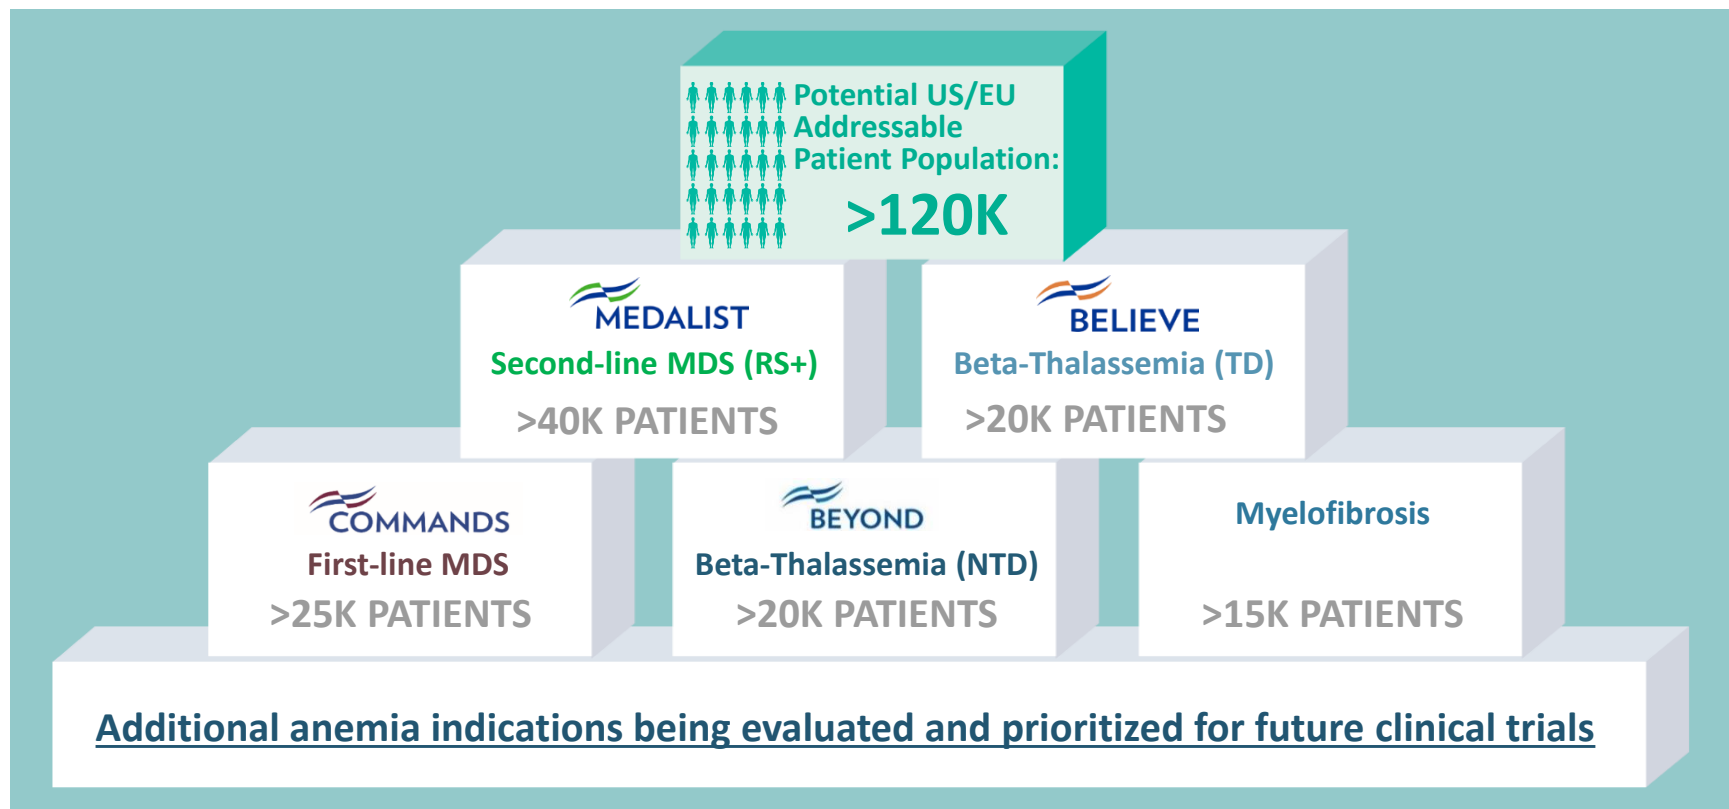 Potential US/EU
Addressable
Patient Population:
>120K
MEDALIST
Second-line MDS (RS+)
>40K PATIENTS
BELIEVE
Beta-Thalassemia (TD)
>20K PATIENTS
COMMANDS
First-line MDS
>25K PATIENTS
BEYOND
Beta-Thalassemia (NTD)
>20K PATIENTS
Myelofibrosis
>15K PATIENTS
Additional anemia indications being evaluated and prioritized for future clinical trials